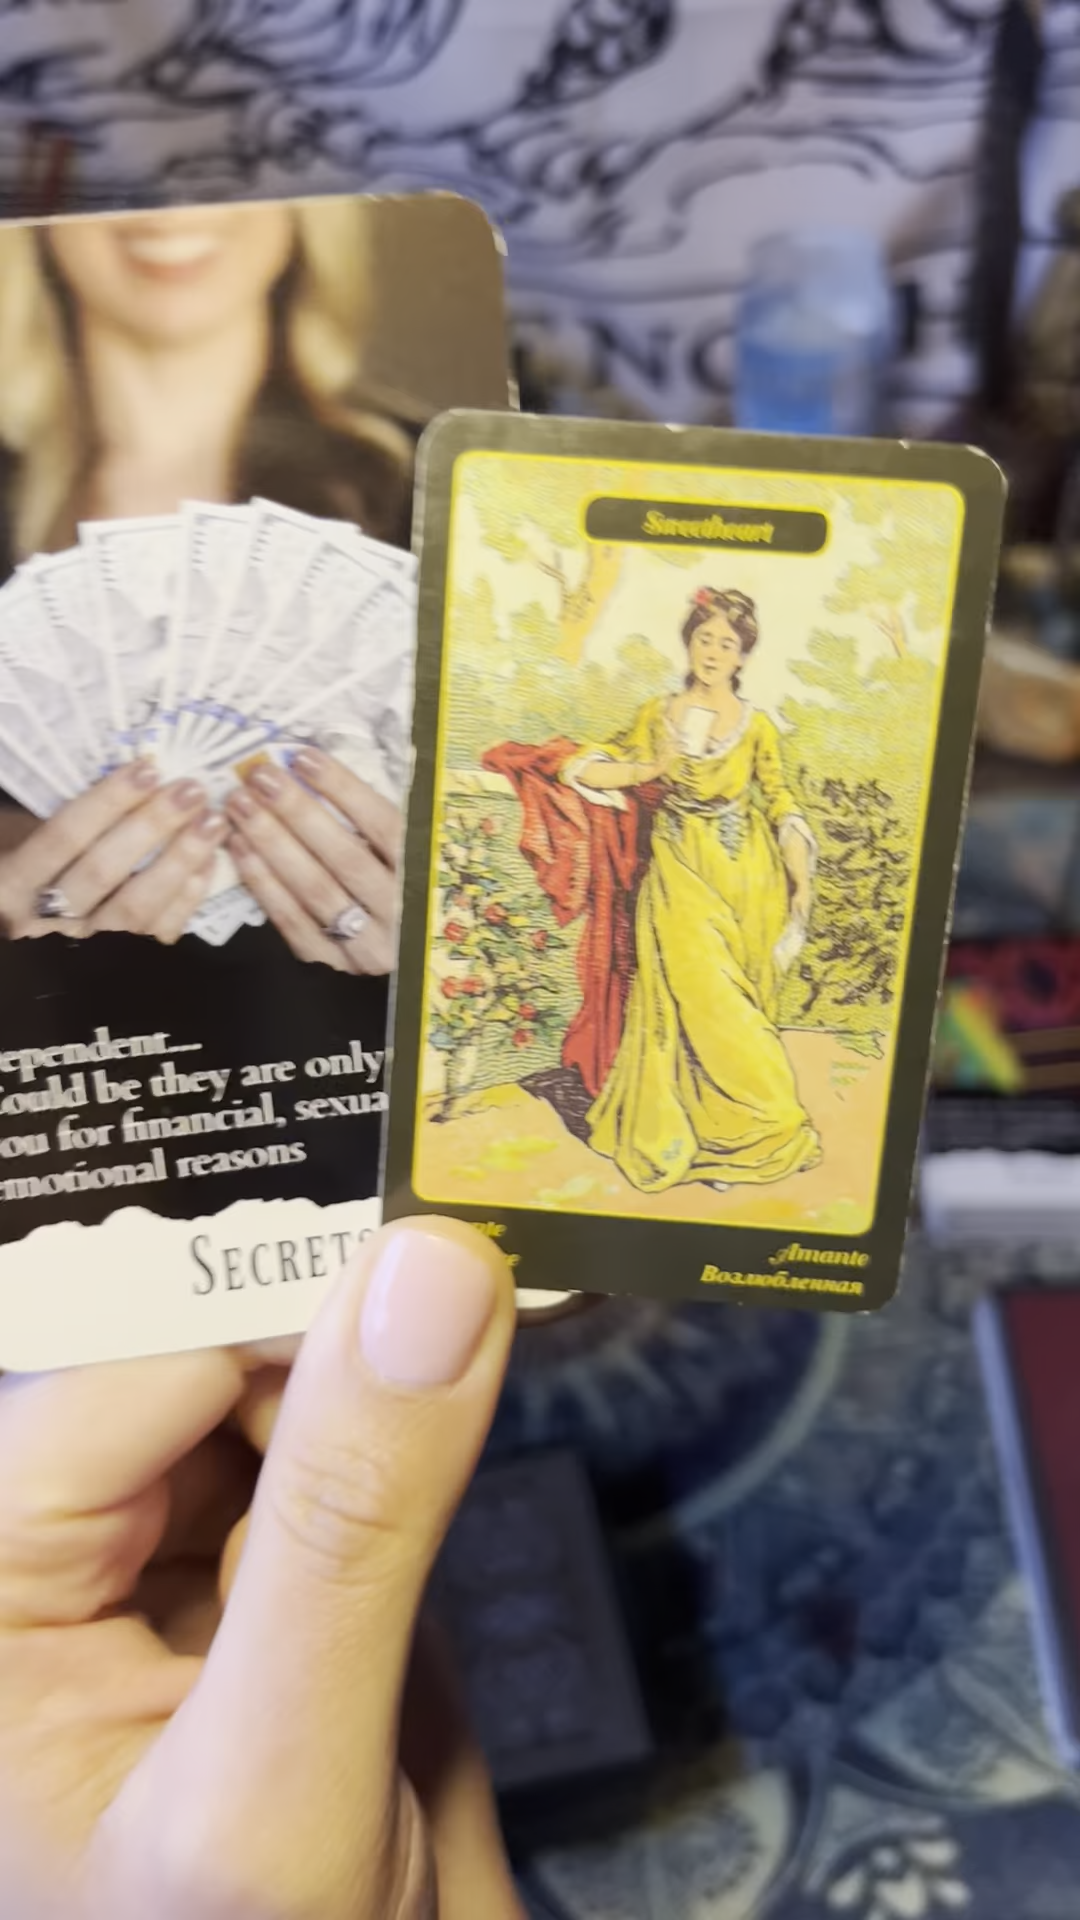 ependent...
ould be they are only
ou for financial, sexua
emotional reasons
SECRETS
Sweetheart
Amante
Возлюбленная